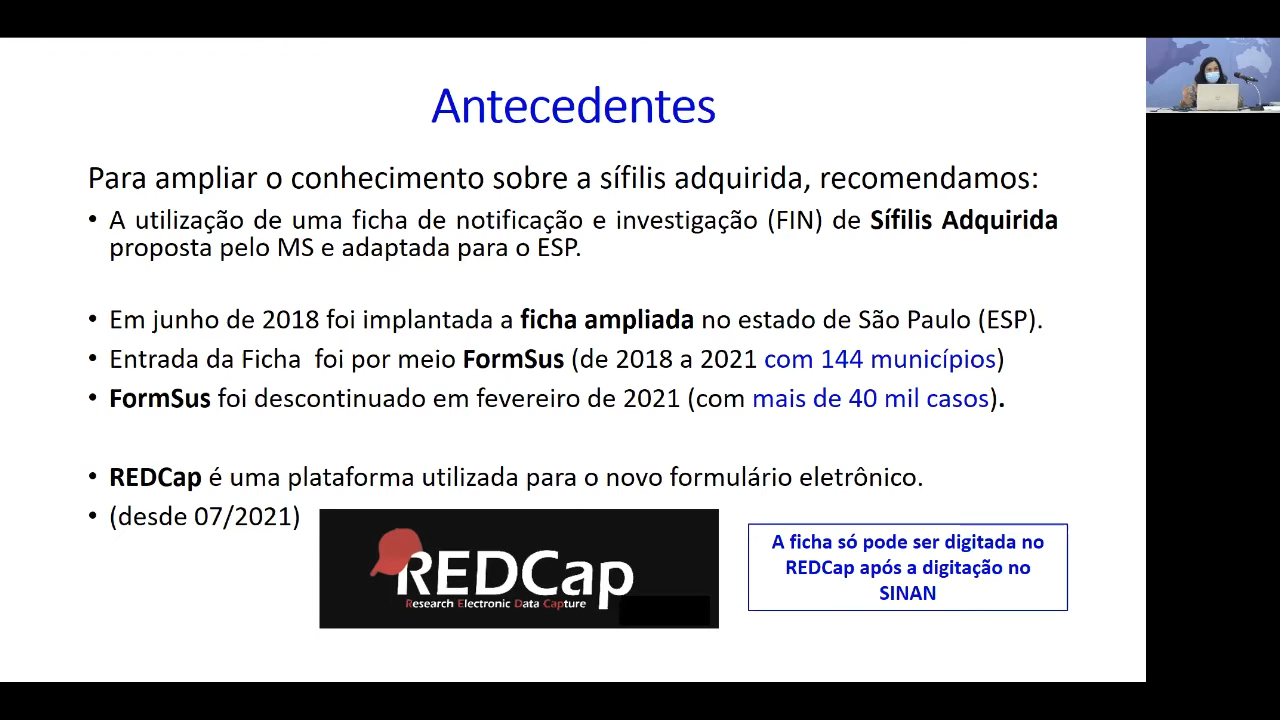 Antecedentes
Para ampliar o conhecimento sobre a sífilis adquirida, recomendamos:
• A utilização de uma ficha de notificação e investigação (FIN) de Sífilis Adquirida
proposta pelo MS e adaptada para o ESP.
• Em junho de 2018 foi implantada a ficha ampliada no estado de São Paulo (ESP).
• Entrada da Ficha foi por meio FormSus (de 2018 a 2021 com 144 municípios)
• FormSus foi descontinuado em fevereiro de 2021 (com mais de 40 mil casos).
• REDCap é uma plataforma utilizada para o novo formulário eletrônico.
• (desde 07/2021)
REDCap
Research Electronic Data Capture
A ficha só pode ser digitada no
REDCap após a digitação no
SINAN